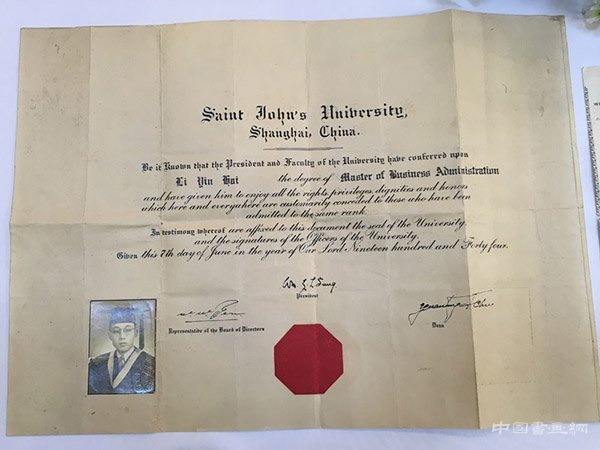 Saint John's University,
Shanghai, China.
Be it Known that the President and Faculty of the University have conferred upon
Li Yin Hai the degree of Master of Business Administration
and have given him to enjoy all the rights, privileges, dignities and honors
which here and everywhere are customarily conceded to those who have been
admitted to the same rank.
In testimony whereof are affixed to this document the seal of the University
and the signatures of the Officers of the University.
Given this 7th day of June in the year of Our Lord Nineteen hundred and Forty four.
President
Representative of the Board of Directors
Dean
中国書画網